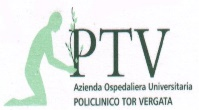 PTV
Azienda Ospedaliera Universitaria
POLICLINICO TOR VERGATA